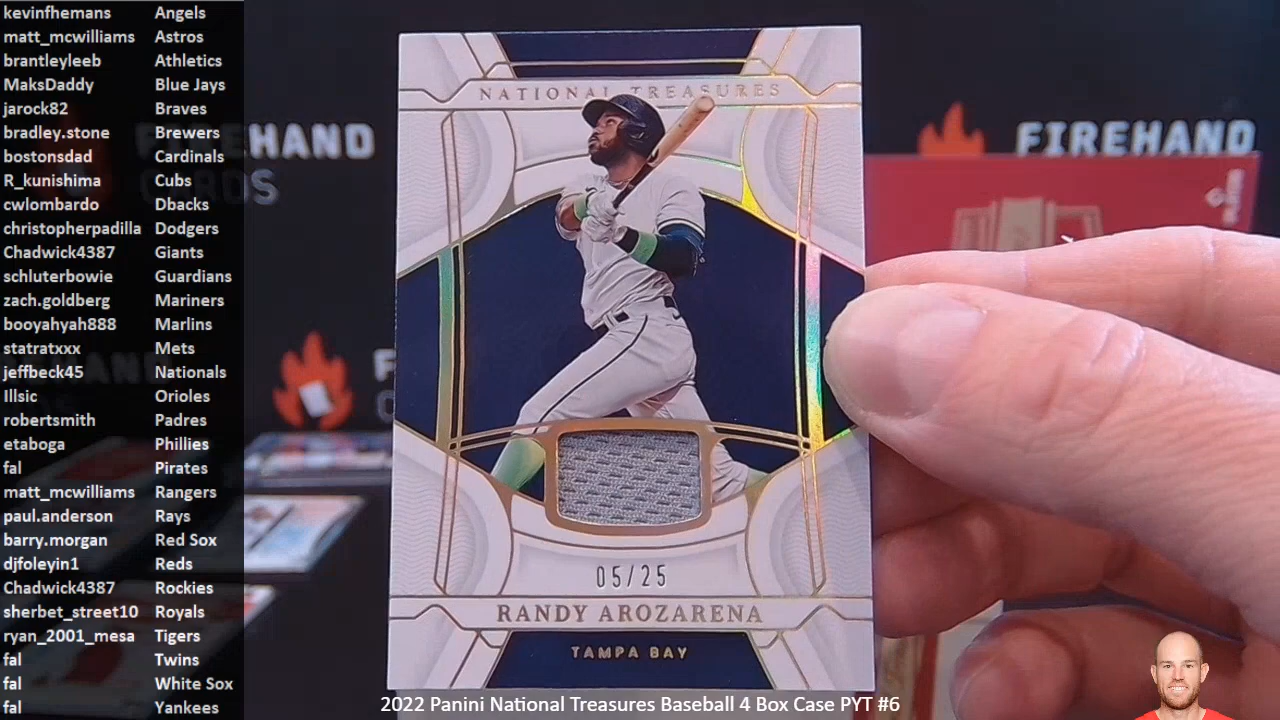 kevinfhemans Angels
matt_mcwilliams Astros
brantleyleeb Athletics
MaksDaddy Blue Jays
jarock82 Braves
bradley.stone Brewers
bostonsdad Cardinals
R_kunishima Cubs
cwlombardo Dbacks
christopherpadilla Dodgers
Chadwick4387 Giants
schluterbowie Guardians
zach.goldberg Mariners
booyahyah888 Marlins
statratxxx Mets
jeffbeck45 Nationals
Illsic Orioles
robertsmith Padres
etaboga Phillies
fal Pirates
matt_mcwilliams Rangers
paul.anderson Rays
barry.morgan Red Sox
djfoleyin1 Reds
Chadwick4387 Rockies
sherbet_street10 Royals
ryan_2001_mesa Tigers
fal Twins
fal White Sox
fal Yankees
NATIONAL TREASURES
05/25
RANDY AROZARENA
TAMPA BAY
FIREHAND
CARDS
FIREHAND
2022 Panini National Treasures Baseball 4 Box Case PYT #6